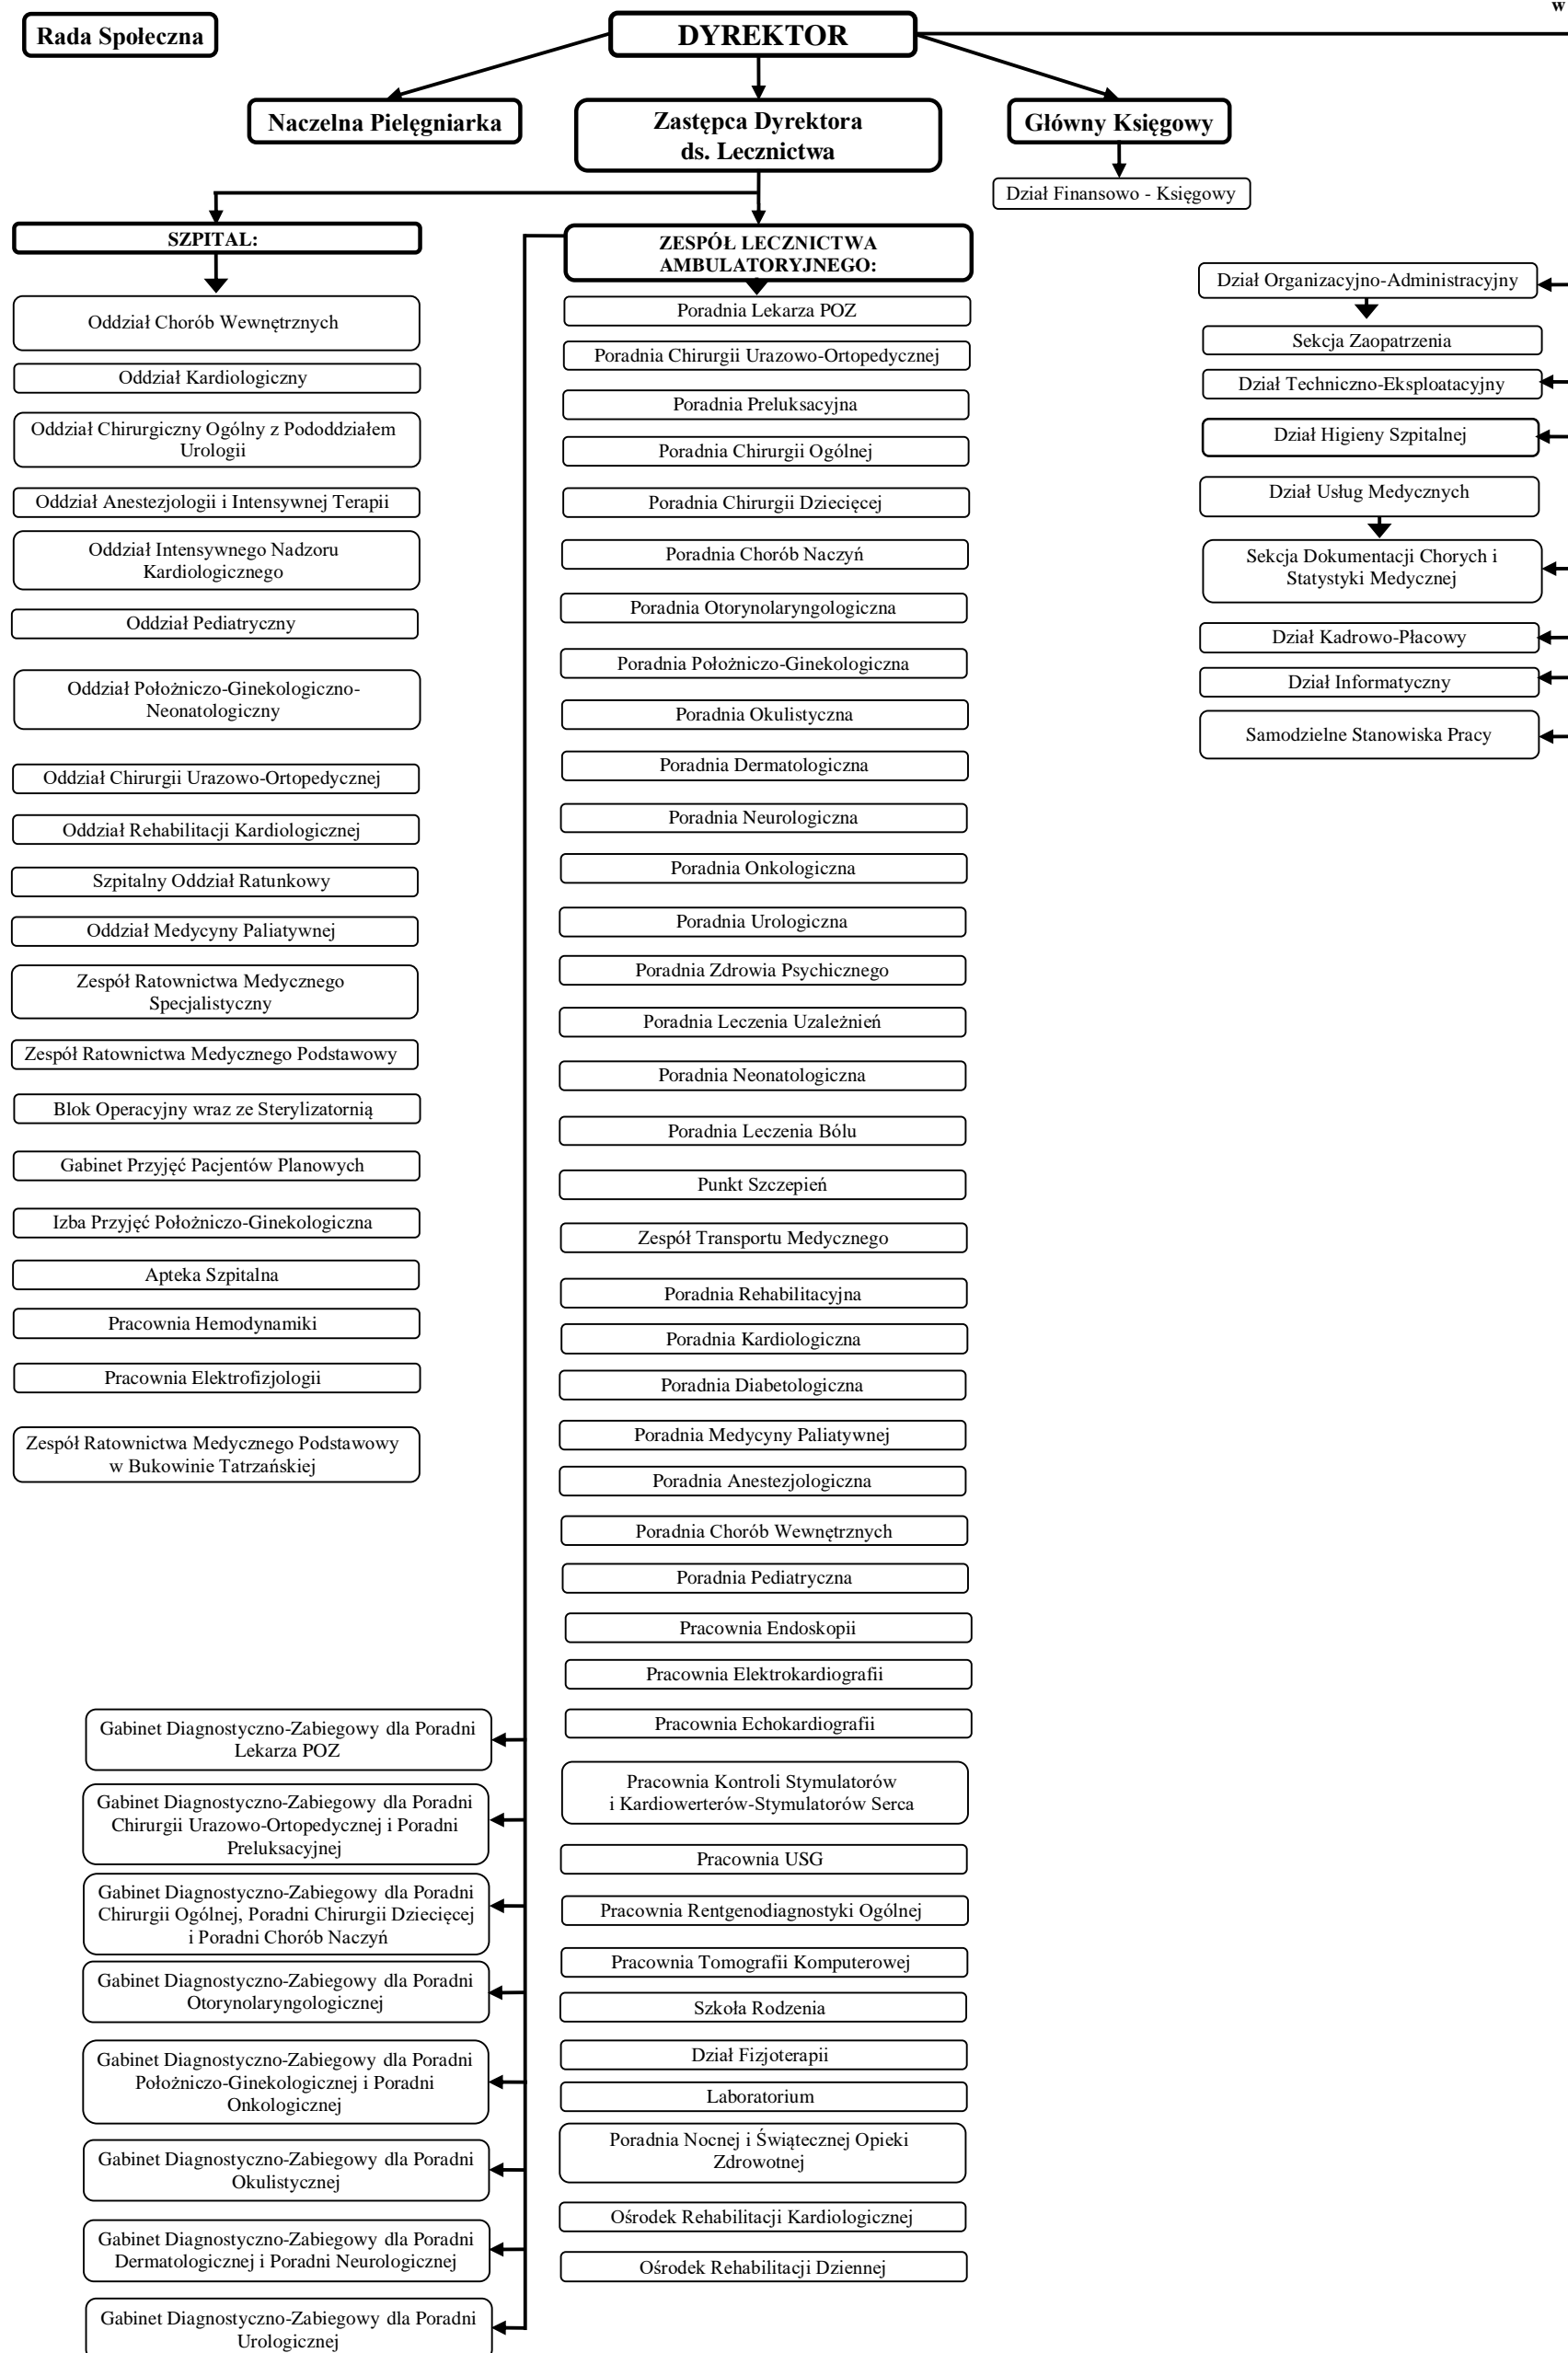 w
Rada Społeczna
DYREKTOR
Naczelna Pielęgniarka
Zastępca Dyrektora
ds. Lecznictwa
Główny Księgowy
Dział Finansowo - Księgowy
SZPITAL:
Oddział Chorób Wewnętrznych
Oddział Kardiologiczny
Oddział Chirurgiczny Ogólny z Pododdziałem
Urologii
Oddział Anestezjologii i Intensywnej Terapii
Oddział Intensywnego Nadzoru
Kardiologicznego
Oddział Pediatryczny
Oddział Położniczo-Ginekologiczno-
Neonatologiczny
Oddział Chirurgii Urazowo-Ortopedycznej
Oddział Rehabilitacji Kardiologicznej
Szpitalny Oddział Ratunkowy
Oddział Medycyny Paliatywnej
Zespół Ratownictwa Medycznego
Specjalistyczny
Zespół Ratownictwa Medycznego Podstawowy
Blok Operacyjny wraz ze Sterylizatornią
Gabinet Przyjęć Pacjentów Planowych
Izba Przyjęć Położniczo-Ginekologiczna
Apteka Szpitalna
Pracownia Hemodynamiki
Pracownia Elektrofizjologii
Zespół Ratownictwa Medycznego Podstawowy
w Bukowinie Tatrzańskiej
ZESPÓŁ LECZNICTWA
AMBULATORYJNEGO:
Poradnia Lekarza POZ
Poradnia Chirurgii Urazowo-Ortopedycznej
Poradnia Preluksacyjna
Poradnia Chirurgii Ogólnej
Poradnia Chirurgii Dziecięcej
Poradnia Chorób Naczyń
Poradnia Otorynolaryngologiczna
Poradnia Położniczo-Ginekologiczna
Poradnia Okulistyczna
Poradnia Dermatologiczna
Poradnia Neurologiczna
Poradnia Onkologiczna
Poradnia Urologiczna
Poradnia Zdrowia Psychicznego
Poradnia Leczenia Uzależnień
Poradnia Neonatologiczna
Poradnia Leczenia Bólu
Punkt Szczepień
Zespół Transportu Medycznego
Poradnia Rehabilitacyjna
Poradnia Kardiologiczna
Poradnia Diabetologiczna
Poradnia Medycyny Paliatywnej
Poradnia Anestezjologiczna
Poradnia Chorób Wewnętrznych
Poradnia Pediatryczna
Pracownia Endoskopii
Pracownia Elektrokardiografii
Pracownia Echokardiografii
Pracownia Kontroli Stymulatorów
i Kardiowerterów-Stymulatorów Serca
Pracownia USG
Pracownia Rentgenodiagnostyki Ogólnej
Pracownia Tomografii Komputerowej
Szkoła Rodzenia
Dział Fizjoterapii
Laboratorium
Poradnia Nocnej i Świątecznej Opieki
Zdrowotnej
Ośrodek Rehabilitacji Kardiologicznej
Ośrodek Rehabilitacji Dziennej
Gabinet Diagnostyczno-Zabiegowy dla Poradni
Lekarza POZ
Gabinet Diagnostyczno-Zabiegowy dla Poradni
Chirurgii Urazowo-Ortopedycznej i Poradni
Preluksacyjnej
Gabinet Diagnostyczno-Zabiegowy dla Poradni
Chirurgii Ogólnej, Poradni Chirurgii Dziecięcej
i Poradni Chorób Naczyń
Gabinet Diagnostyczno-Zabiegowy dla Poradni
Otorynolaryngologicznej
Gabinet Diagnostyczno-Zabiegowy dla Poradni
Położniczo-Ginekologicznej i Poradni
Onkologicznej
Gabinet Diagnostyczno-Zabiegowy dla Poradni
Okulistycznej
Gabinet Diagnostyczno-Zabiegowy dla Poradni
Dermatologicznej i Poradni Neurologicznej
Gabinet Diagnostyczno-Zabiegowy dla Poradni
Urologicznej
Dział Organizacyjno-Administracyjny
Sekcja Zaopatrzenia
Dział Techniczno-Eksploatacyjny
Dział Higieny Szpitalnej
Dział Usług Medycznych
Sekcja Dokumentacji Chorych i
Statystyki Medycznej
Dział Kadrowo-Płacowy
Dział Informatyczny
Samodzielne Stanowiska Pracy